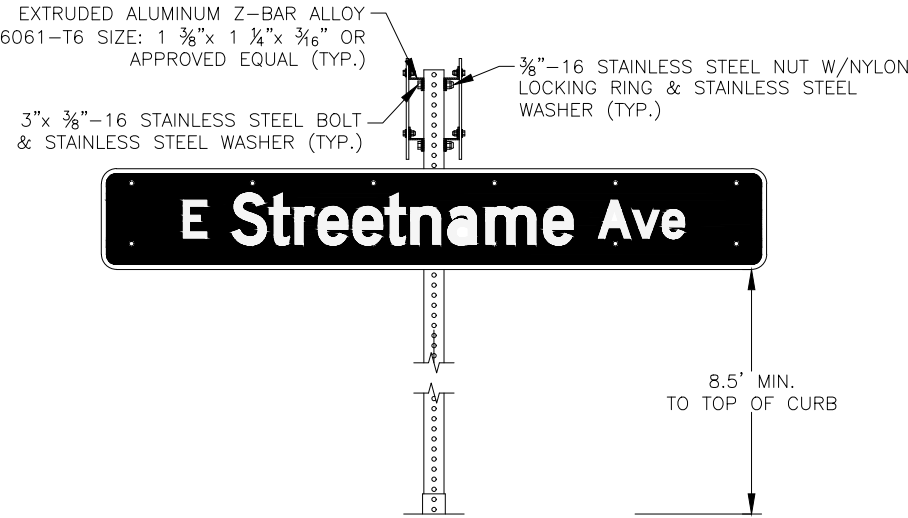 EXTRUDED ALUMINUM Z-BAR ALLOY
6061-T6 SIZE: 1 ⅜"x 1 ¼"x 3⁄16" OR
APPROVED EQUAL (TYP.)
⅜"-16 STAINLESS STEEL NUT W/NYLON
LOCKING RING & STAINLESS STEEL
WASHER (TYP.)
3"x ⅜"-16 STAINLESS STEEL BOLT
& STAINLESS STEEL WASHER (TYP.)
E Streetname Ave
8.5' MIN.
TO TOP OF CURB